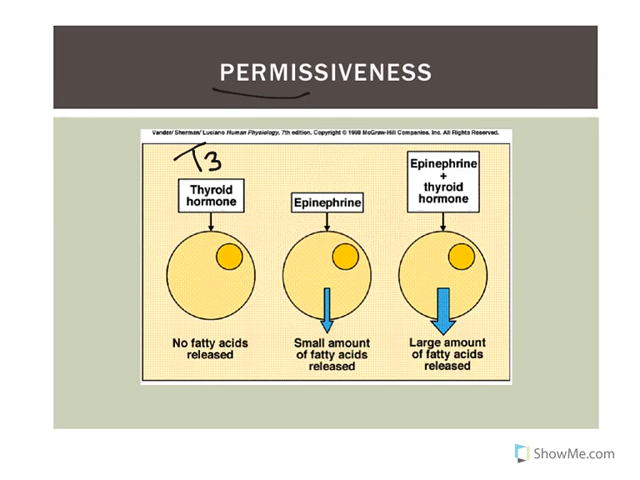 PERMISSIVENESS
Vander/ Sherman/ Luciano Human Physiology, 7th edition. Copyright © 1998 McGraw-Hill Companies, Inc. All Rights Reserved.
T3
Thyroid
hormone
Epinephrine
Epinephrine
+
thyroid
hormone
No fatty acids
released
Small amount
of fatty acids
released
Large amount
of fatty acids
released
ShowMe.com